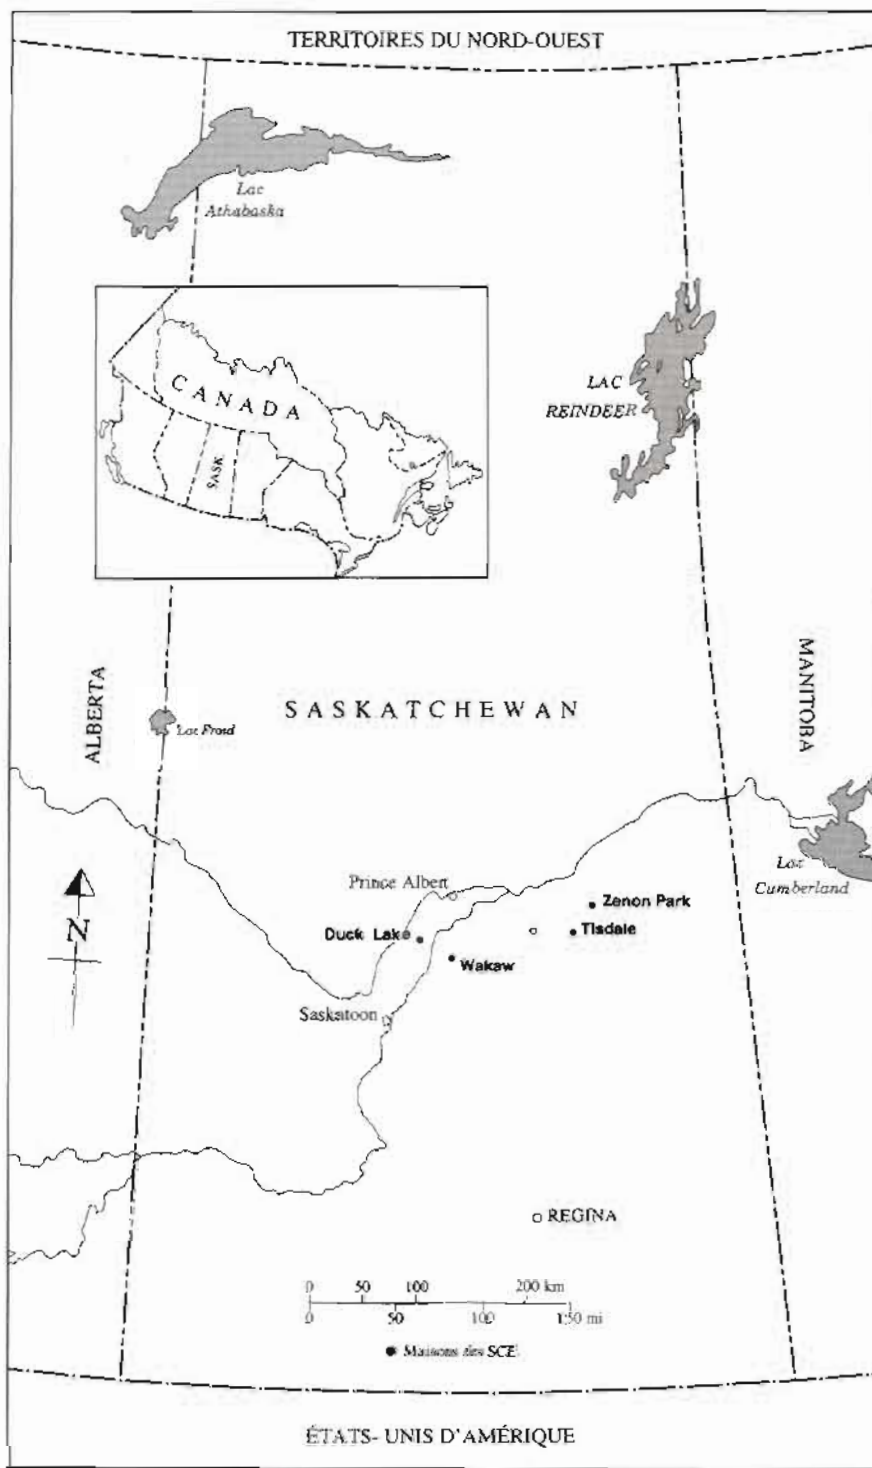 TERRITOIRES DU NORD-OUEST
Lac
Athabaska
CANADA
SASK
LAC
REINDEER
ALBERTA
SASKATCHEWAN
MANITOBA
Lac Froid
Lac
Cumberland
Prince Albert
Zenon Park
Duck Lake
Tisdale
Wakaw
N
Saskatoon
REGINA
0 50 100 200 km
0 50 100 150 mi
Maisons des SCE
ÉTATS-UNIS D'AMÉRIQUE